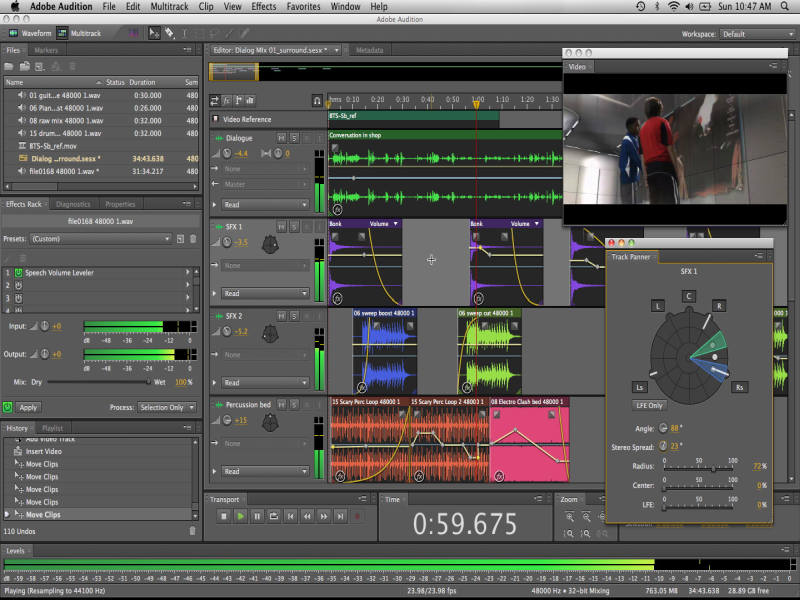 Adobe Audition File Edit Multitrack Clip View Effects Favorites Window Help Sun 10:47 AM
Adobe Audition
Waveform Multitrack Workspace: Default
Files Markers
Name Status Duration Sam
01 guit...e 48000 1.wav 0:30.000 480
06 Pian...st 48000 1.wav 0:26.000 480
08 raw mix 48000 1.wav 0:32.000 480
15 drum... 48000 1.wav 0:32.000 480
BTS-5b_ref.mov
Dialog ...rround.sesx * 34:43.638 480
file0168 48000 1.wav 31:34.217 480
Effects Rack Diagnostics Properties
file0168 48000 1.wav
Presets: (Custom)
1 Speech Volume Leveler
2
3
4
Input: +0
dB -48 -36 -24 -12 0
Output: +0
dB -48 -36 -24 -12 0
Mix: Dry Wet 100 %
Apply Process: Selection Only
History Playlist
Add Video Track
Insert Video
Move Clips
Move Clips
Move Clips
Move Clips
Move Clips
110 Undos
Editor: Dialog Mix 01_surround.sesx * Metadata
hms 0:10 0:20 0:30 0:40 0:50 1:00 1:10 1:20
Video Reference
BTS-5b_ref
Dialogue M S
-4.4 0
None
Master
Read
Conversation in shop
SFX 1 M S
-3.5
None
Read
Bonk Volume
Bonk Volume
SFX 2 M S
-5.2
None
Read
06 sweep boost 48000 1
06 sweep cut 48000 1
000 1
Percussion bed M S
+15
None
Read
15 Scary Perc Loop 48000 1
15 Scary Perc Loop 2 48000 1
08 Electro Clash bed 48000 1
Video
Track Panner
SFX 1
C
L R
Ls Rs
LFE Only
Angle: 88 °
Stereo Spread: 23 °
Radius: 0 50 100 72 %
Center: 0 50 100 0 %
LFE: 0 50 100 0 %
Transport
Time
0:59.675
Zoom
Levels
dB -59 -58 -57 -56 -55 -54 -53 -52 -51 -50 -49 -48 -47 -46 -45 -44 -43 -42 -41 -40 -39 -38 -37 -36 -35 -34 -33 -32 -31 -30 -29 -28 -27 -26 -25 -24 -23 -22 -21 -20 -19 -18 -17 -16 -15 -14 -13 -12 -11 -10 -9 -8 -7 -6 -5 -4 -3 -2 -1 0
Playing (Resampling to 44100 Hz) 23.98/23.98 fps 48000 Hz • 32-bit Mixing 763.05 MB 34:43.638 28.89 GB free